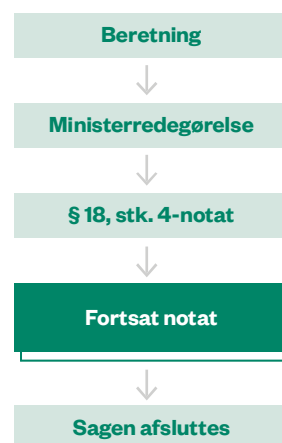 Beretning
Ministerredegørelse
§ 18, stk. 4-notat
Fortsat notat
Sagen afsluttes